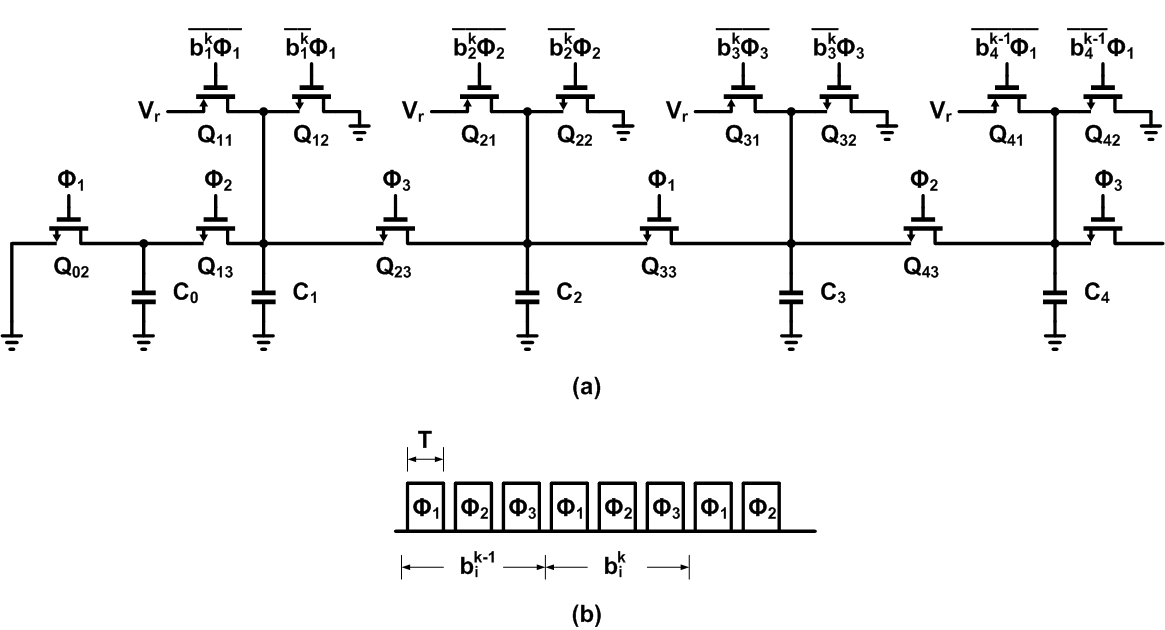 b₁ᵏΦ₁ b₁ᵏΦ₁ b₂ᵏΦ₂ b₂ᵏΦ₂ b₃ᵏΦ₃ b₃ᵏΦ₃ b₄ᵏ⁻¹Φ₁ b₄ᵏ⁻¹Φ₁
Vᵣ Vᵣ Vᵣ Vᵣ
Q₁₁ Q₁₂ Q₂₁ Q₂₂ Q₃₁ Q₃₂ Q₄₁ Q₄₂
Φ₁ Φ₂ Φ₃ Φ₁ Φ₂ Φ₃
Q₀₂ Q₁₃ Q₂₃ Q₃₃ Q₄₃
C₀ C₁ C₂ C₃ C₄
(a)
T
Φ₁ Φ₂ Φ₃ Φ₁ Φ₂ Φ₃ Φ₁ Φ₂
bᵢᵏ⁻¹ bᵢᵏ
(b)